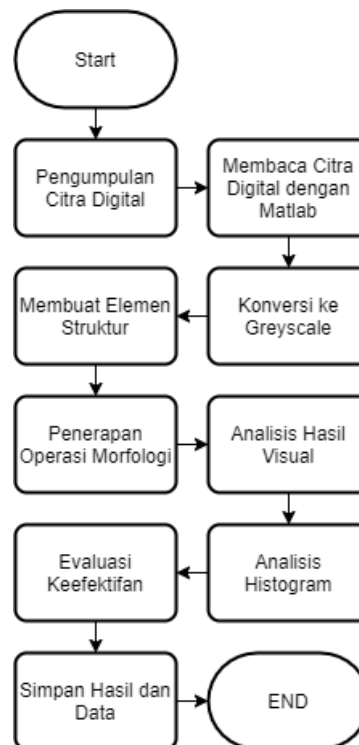 Start
Pengumpulan
Citra Digital
Membaca Citra
Digital dengan
Matlab
Konversi ke
Greyscale
Membuat Elemen
Struktur
Penerapan
Operasi Morfologi
Analisis Hasil
Visual
Analisis
Histogram
Evaluasi
Keefektifan
Simpan Hasil dan
Data
END